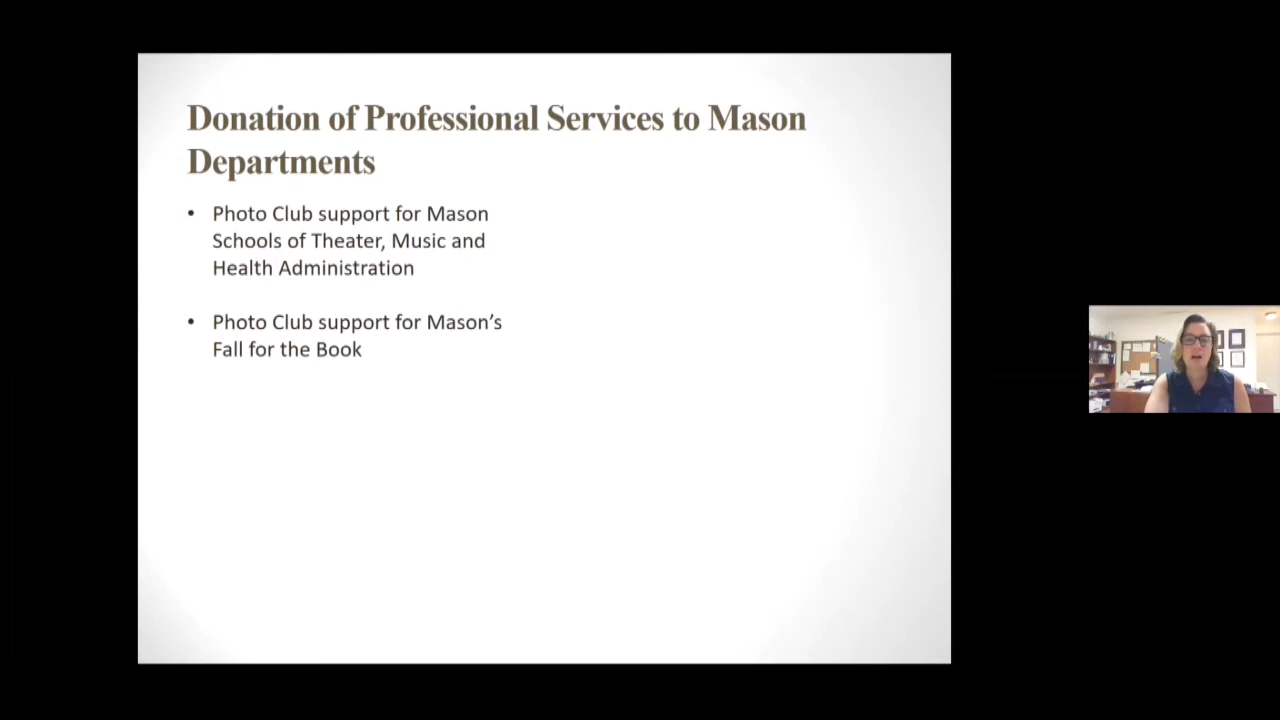 Donation of Professional Services to Mason
Departments
• Photo Club support for Mason
Schools of Theater, Music and
Health Administration
• Photo Club support for Mason’s
Fall for the Book